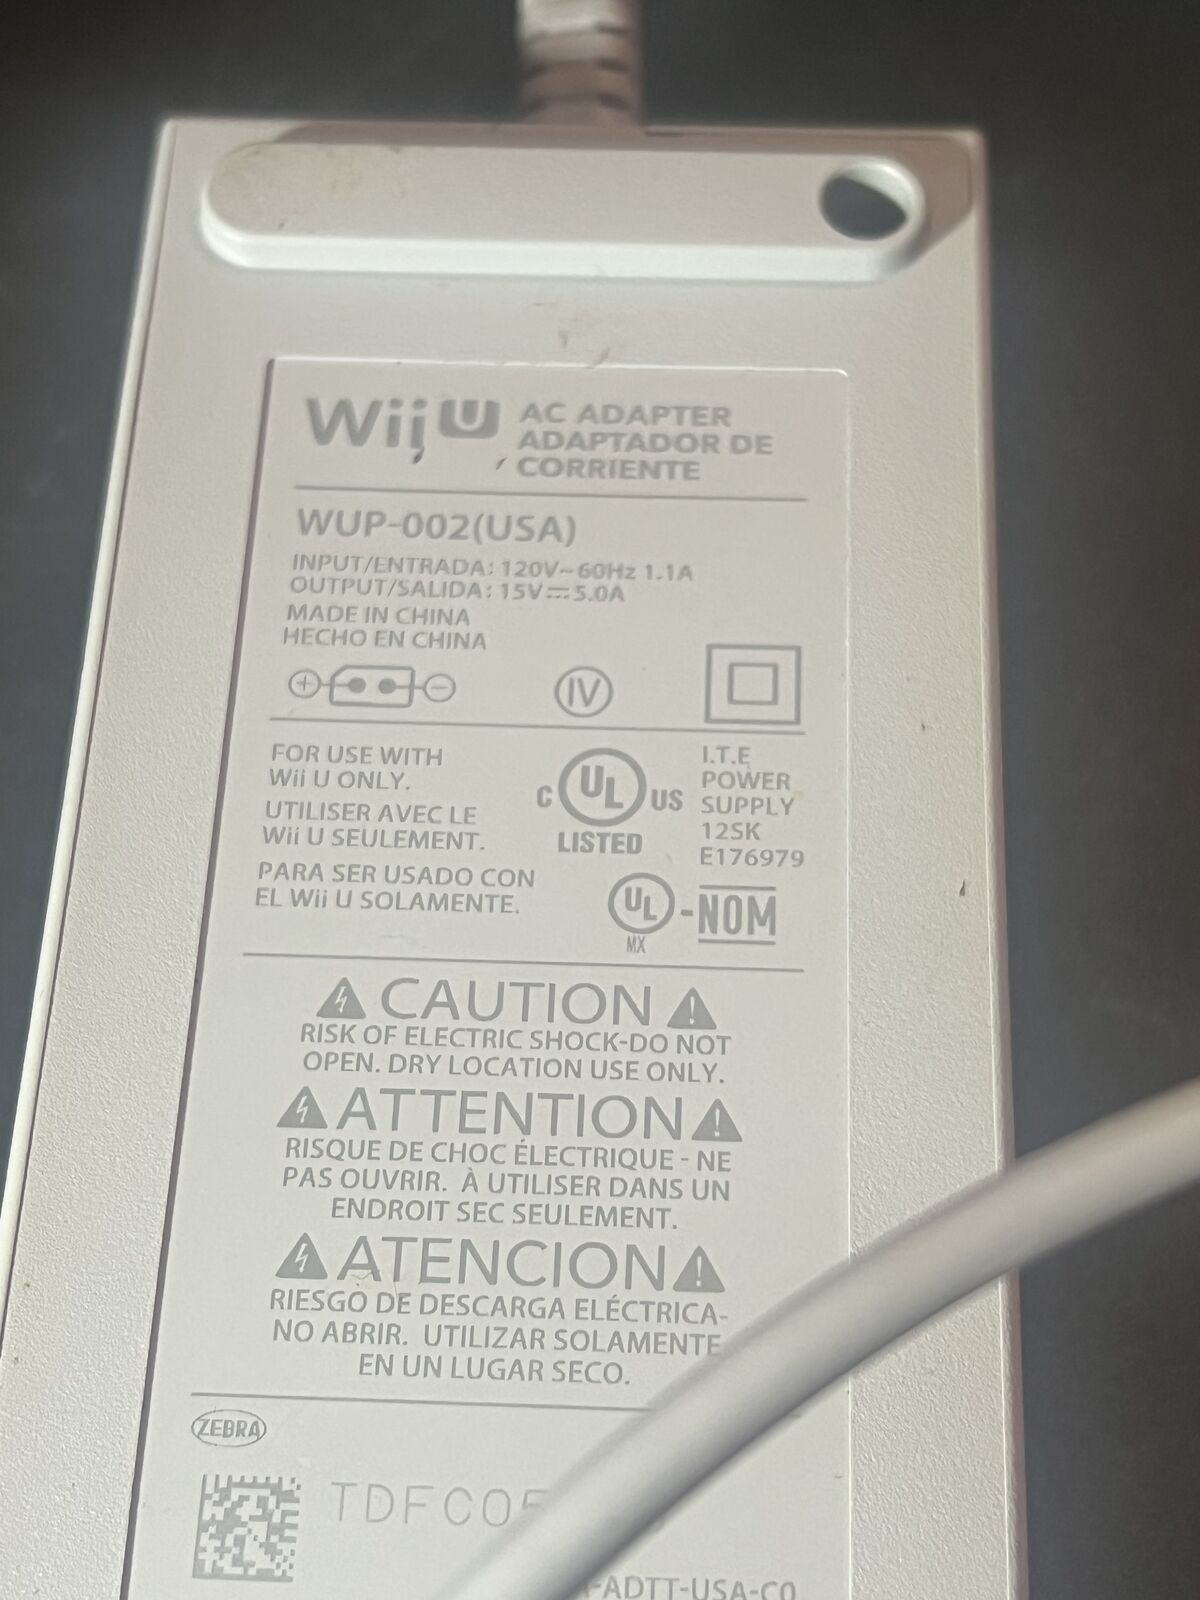 Wii U AC ADAPTER
ADAPTADOR DE
CORRIENTE
WUP-002(USA)
INPUT/ENTRADA: 120V~60Hz 1.1A
OUTPUT/SALIDA: 15V⎓5.0A
MADE IN CHINA
HECHO EN CHINA
+ -
IV
FOR USE WITH
Wii U ONLY.
UTILISER AVEC LE
Wii U SEULEMENT.
PARA SER USADO CON
EL Wii U SOLAMENTE.
C UL US
LISTED
I.T.E
POWER
SUPPLY
12SK
E176979
UL -NOM
MX
CAUTION
RISK OF ELECTRIC SHOCK-DO NOT
OPEN. DRY LOCATION USE ONLY.
ATTENTION
RISQUE DE CHOC ÉLECTRIQUE - NE
PAS OUVRIR. À UTILISER DANS UN
ENDROIT SEC SEULEMENT.
ATENCION
RIESGO DE DESCARGA ELÉCTRICA-
NO ABRIR. UTILIZAR SOLAMENTE
EN UN LUGAR SECO.
ZEBRA
TDFC0
-ADTT-USA-C0